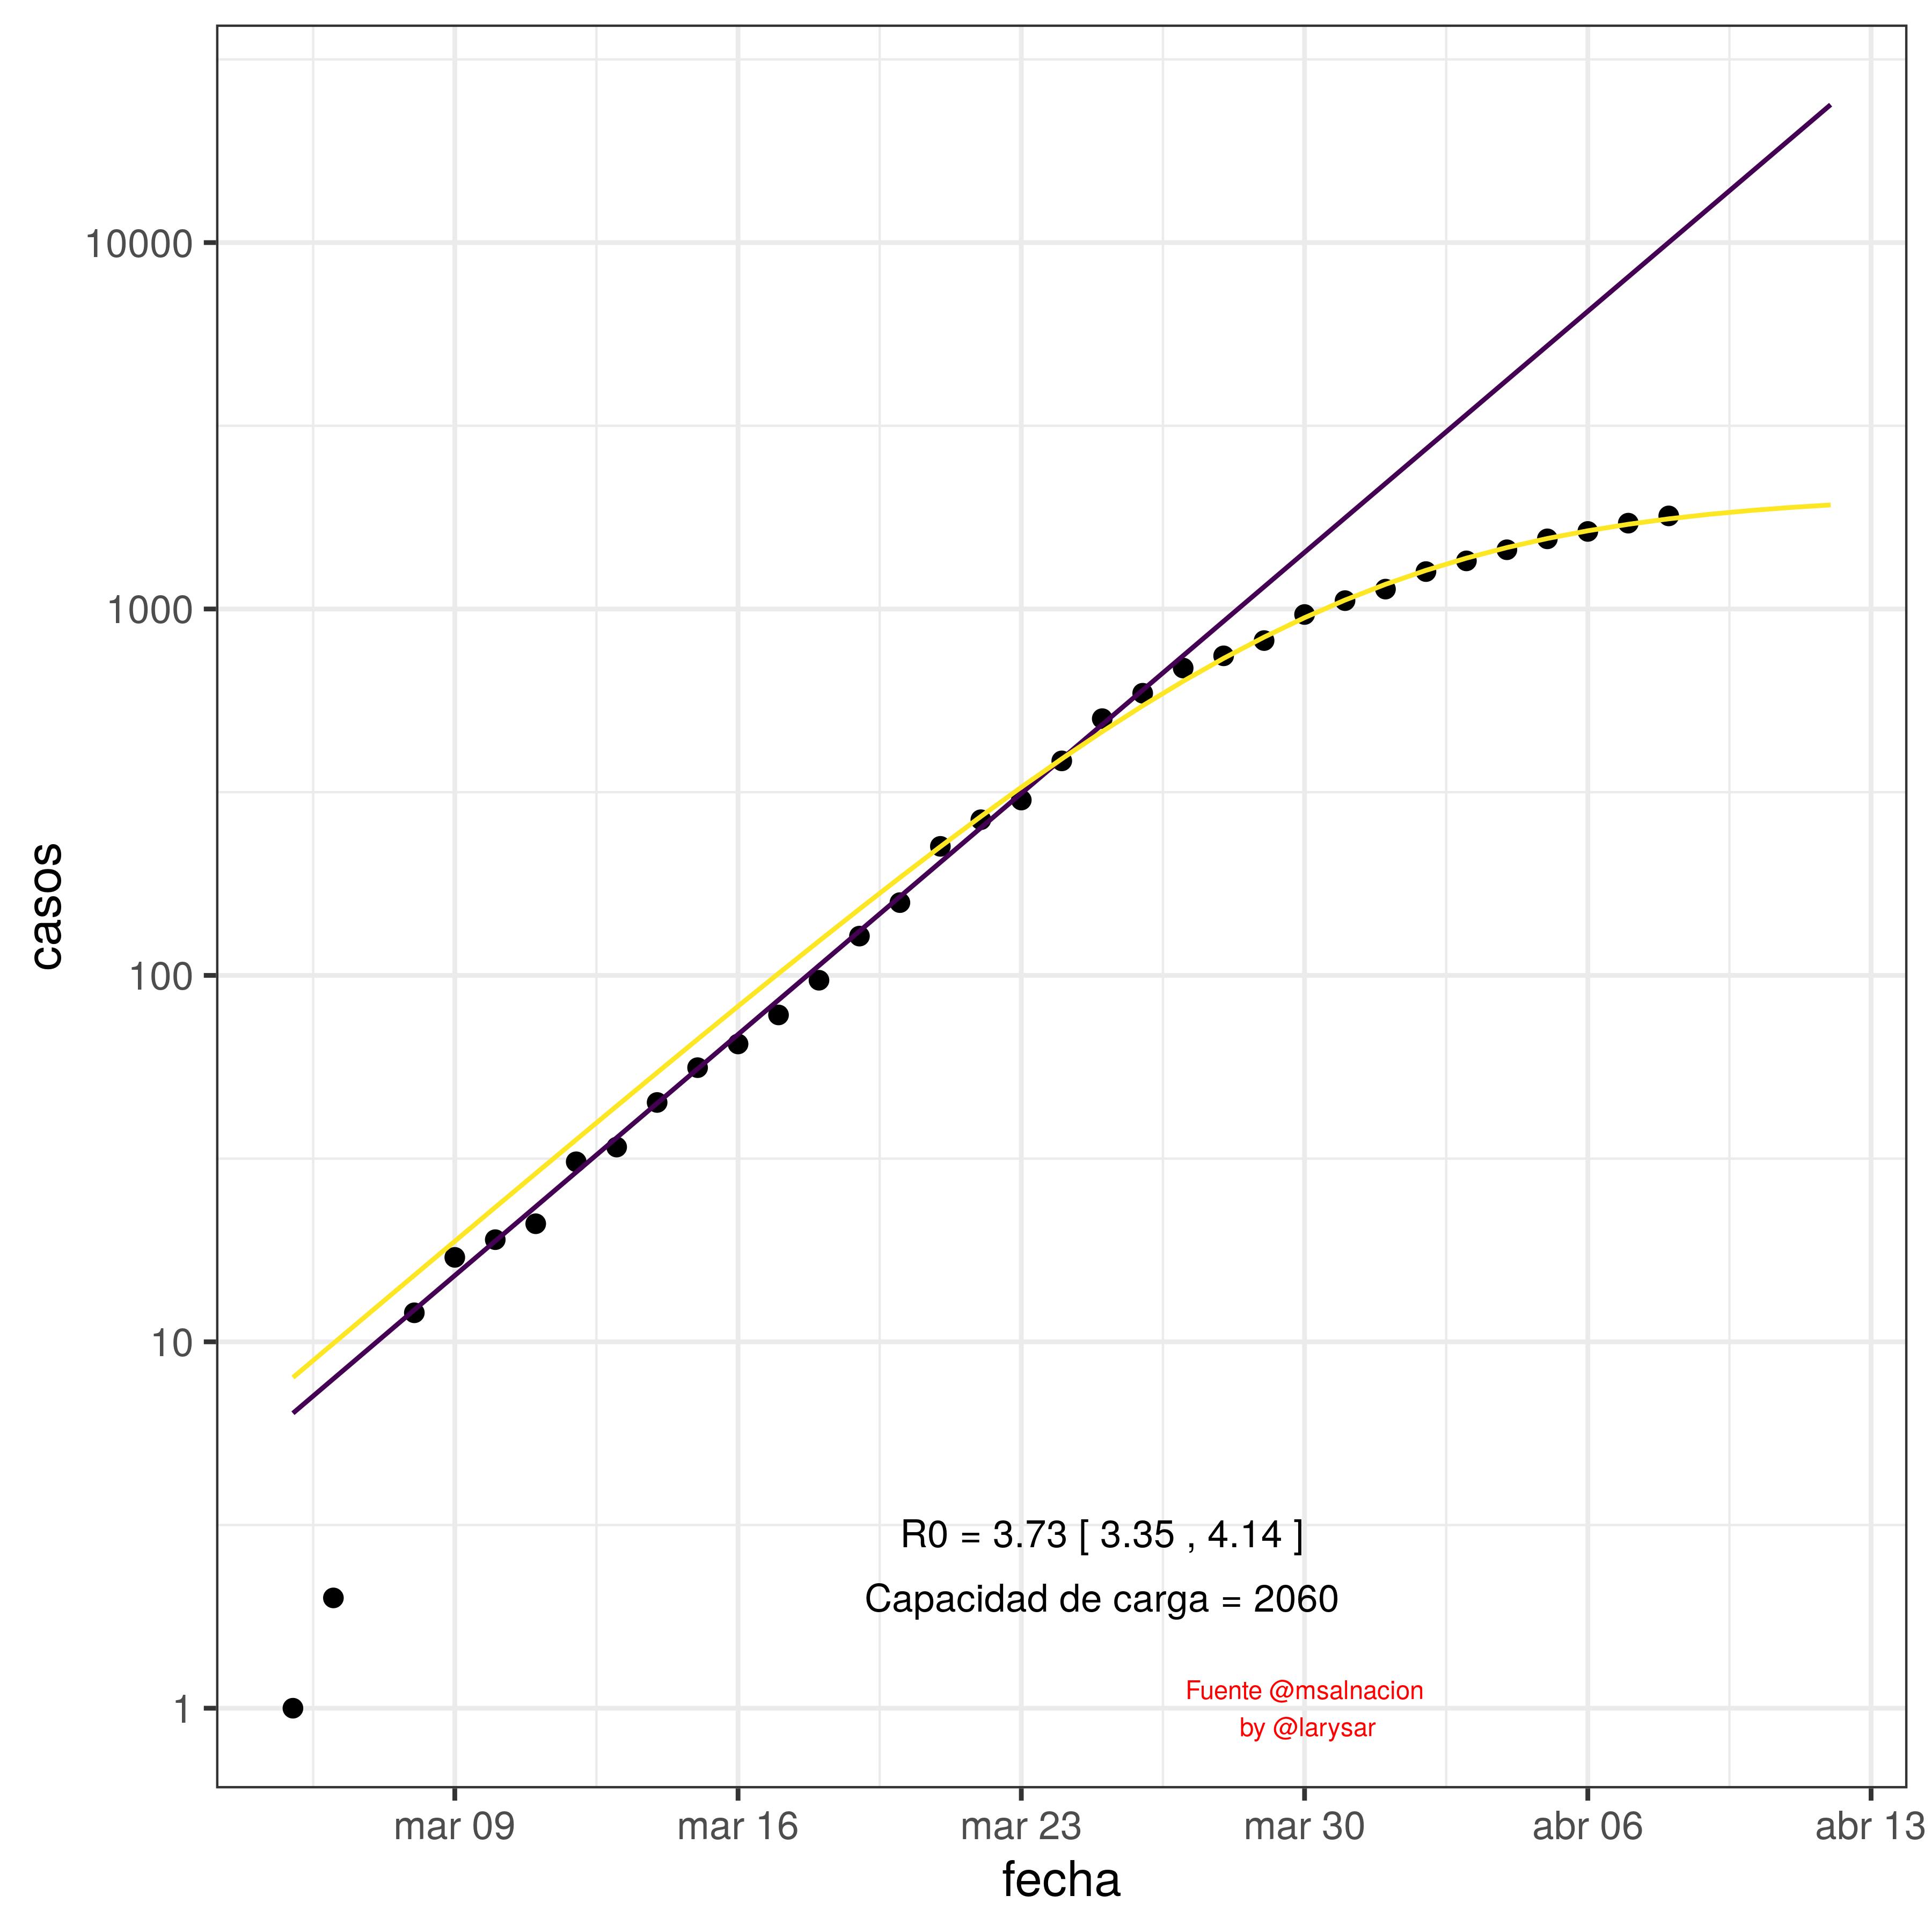 10000
1000
100
10
1
casos
R0 = 3.73 [ 3.35 , 4.14 ]
Capacidad de carga = 2060
Fuente @msalnacion
by @larysar
mar 09 mar 16 mar 23 mar 30 abr 06 abr 13
fecha